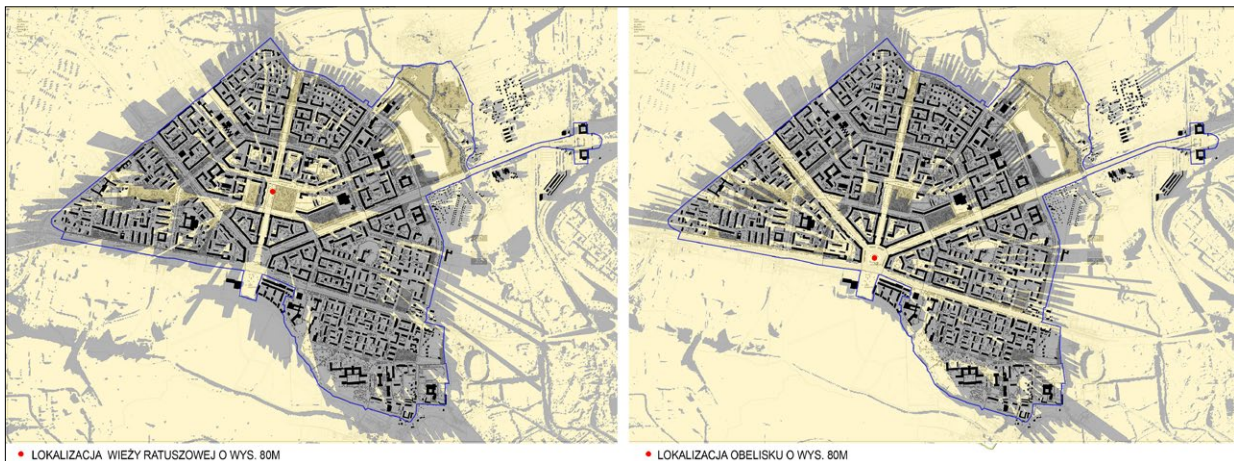 LOKALIZACJA WIEŻY RATUSZOWEJ O WYS. 80M
LOKALIZACJA OBELISKU O WYS. 80M